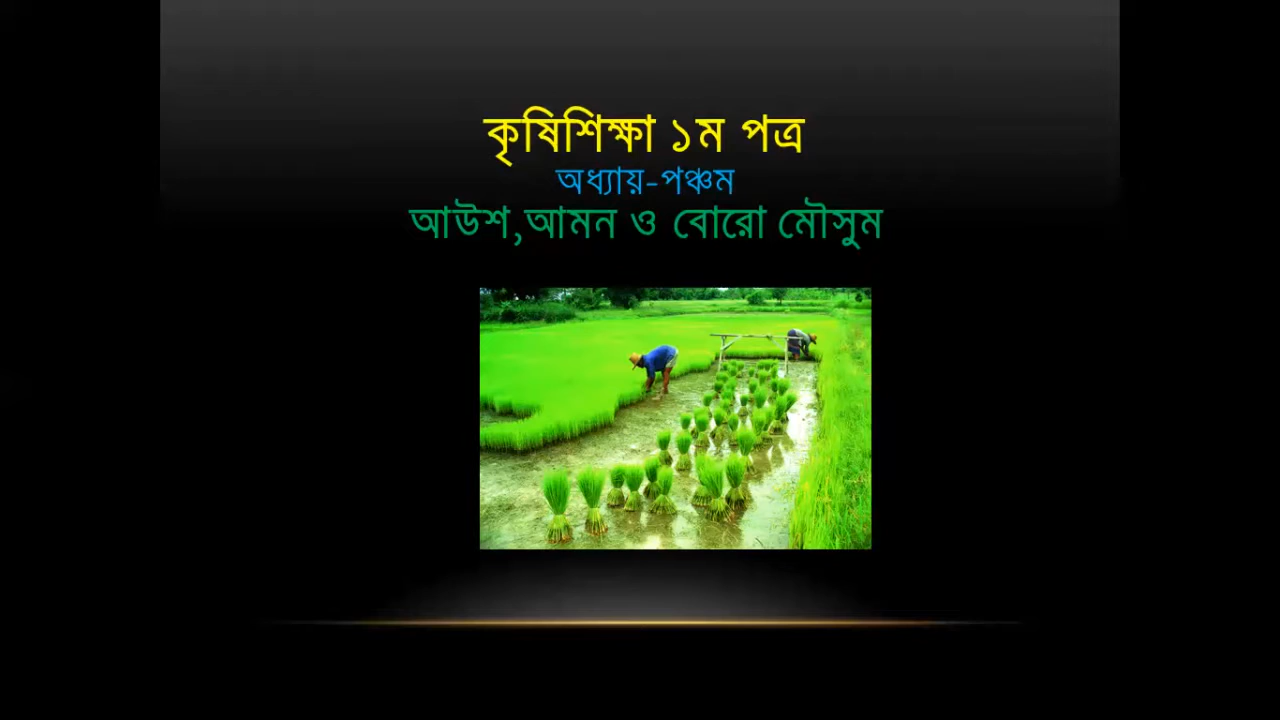 কৃষিশিক্ষা ১ম পত্র
অধ্যায়-পঞ্চম
আউশ,আমন ও বোরো মৌসুম